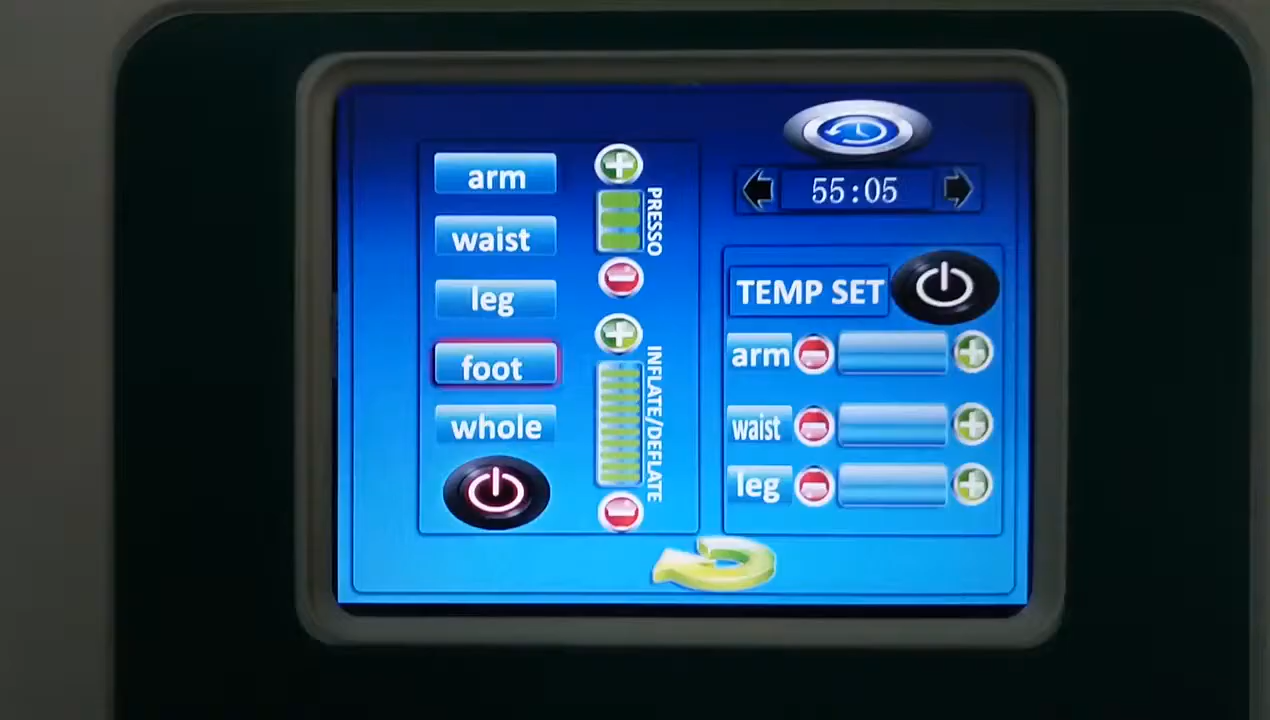 arm
waist
leg
foot
whole
PRESSO
INFLATE/DEFLATE
55:05
TEMP SET
arm
waist
leg